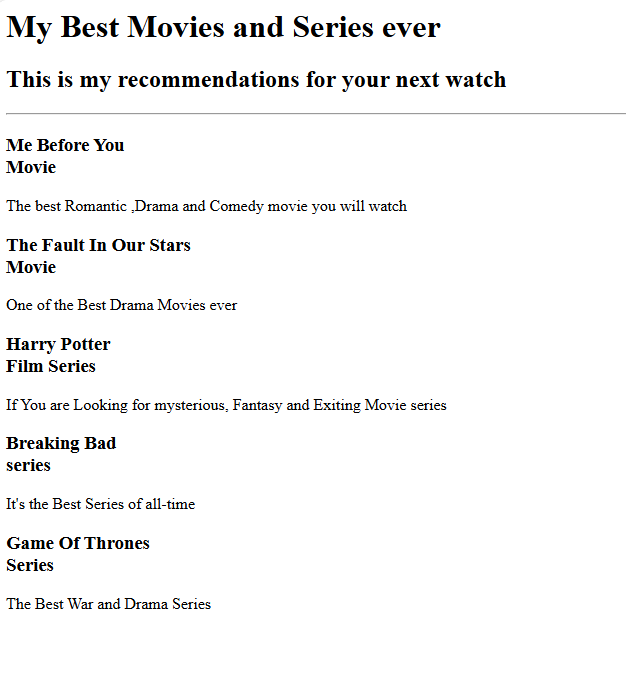 My Best Movies and Series ever
This is my recommendations for your next watch
Me Before You
Movie
The best Romantic ,Drama and Comedy movie you will watch
The Fault In Our Stars
Movie
One of the Best Drama Movies ever
Harry Potter
Film Series
If You are Looking for mysterious, Fantasy and Exiting Movie series
Breaking Bad
series
It's the Best Series of all-time
Game Of Thrones
Series
The Best War and Drama Series